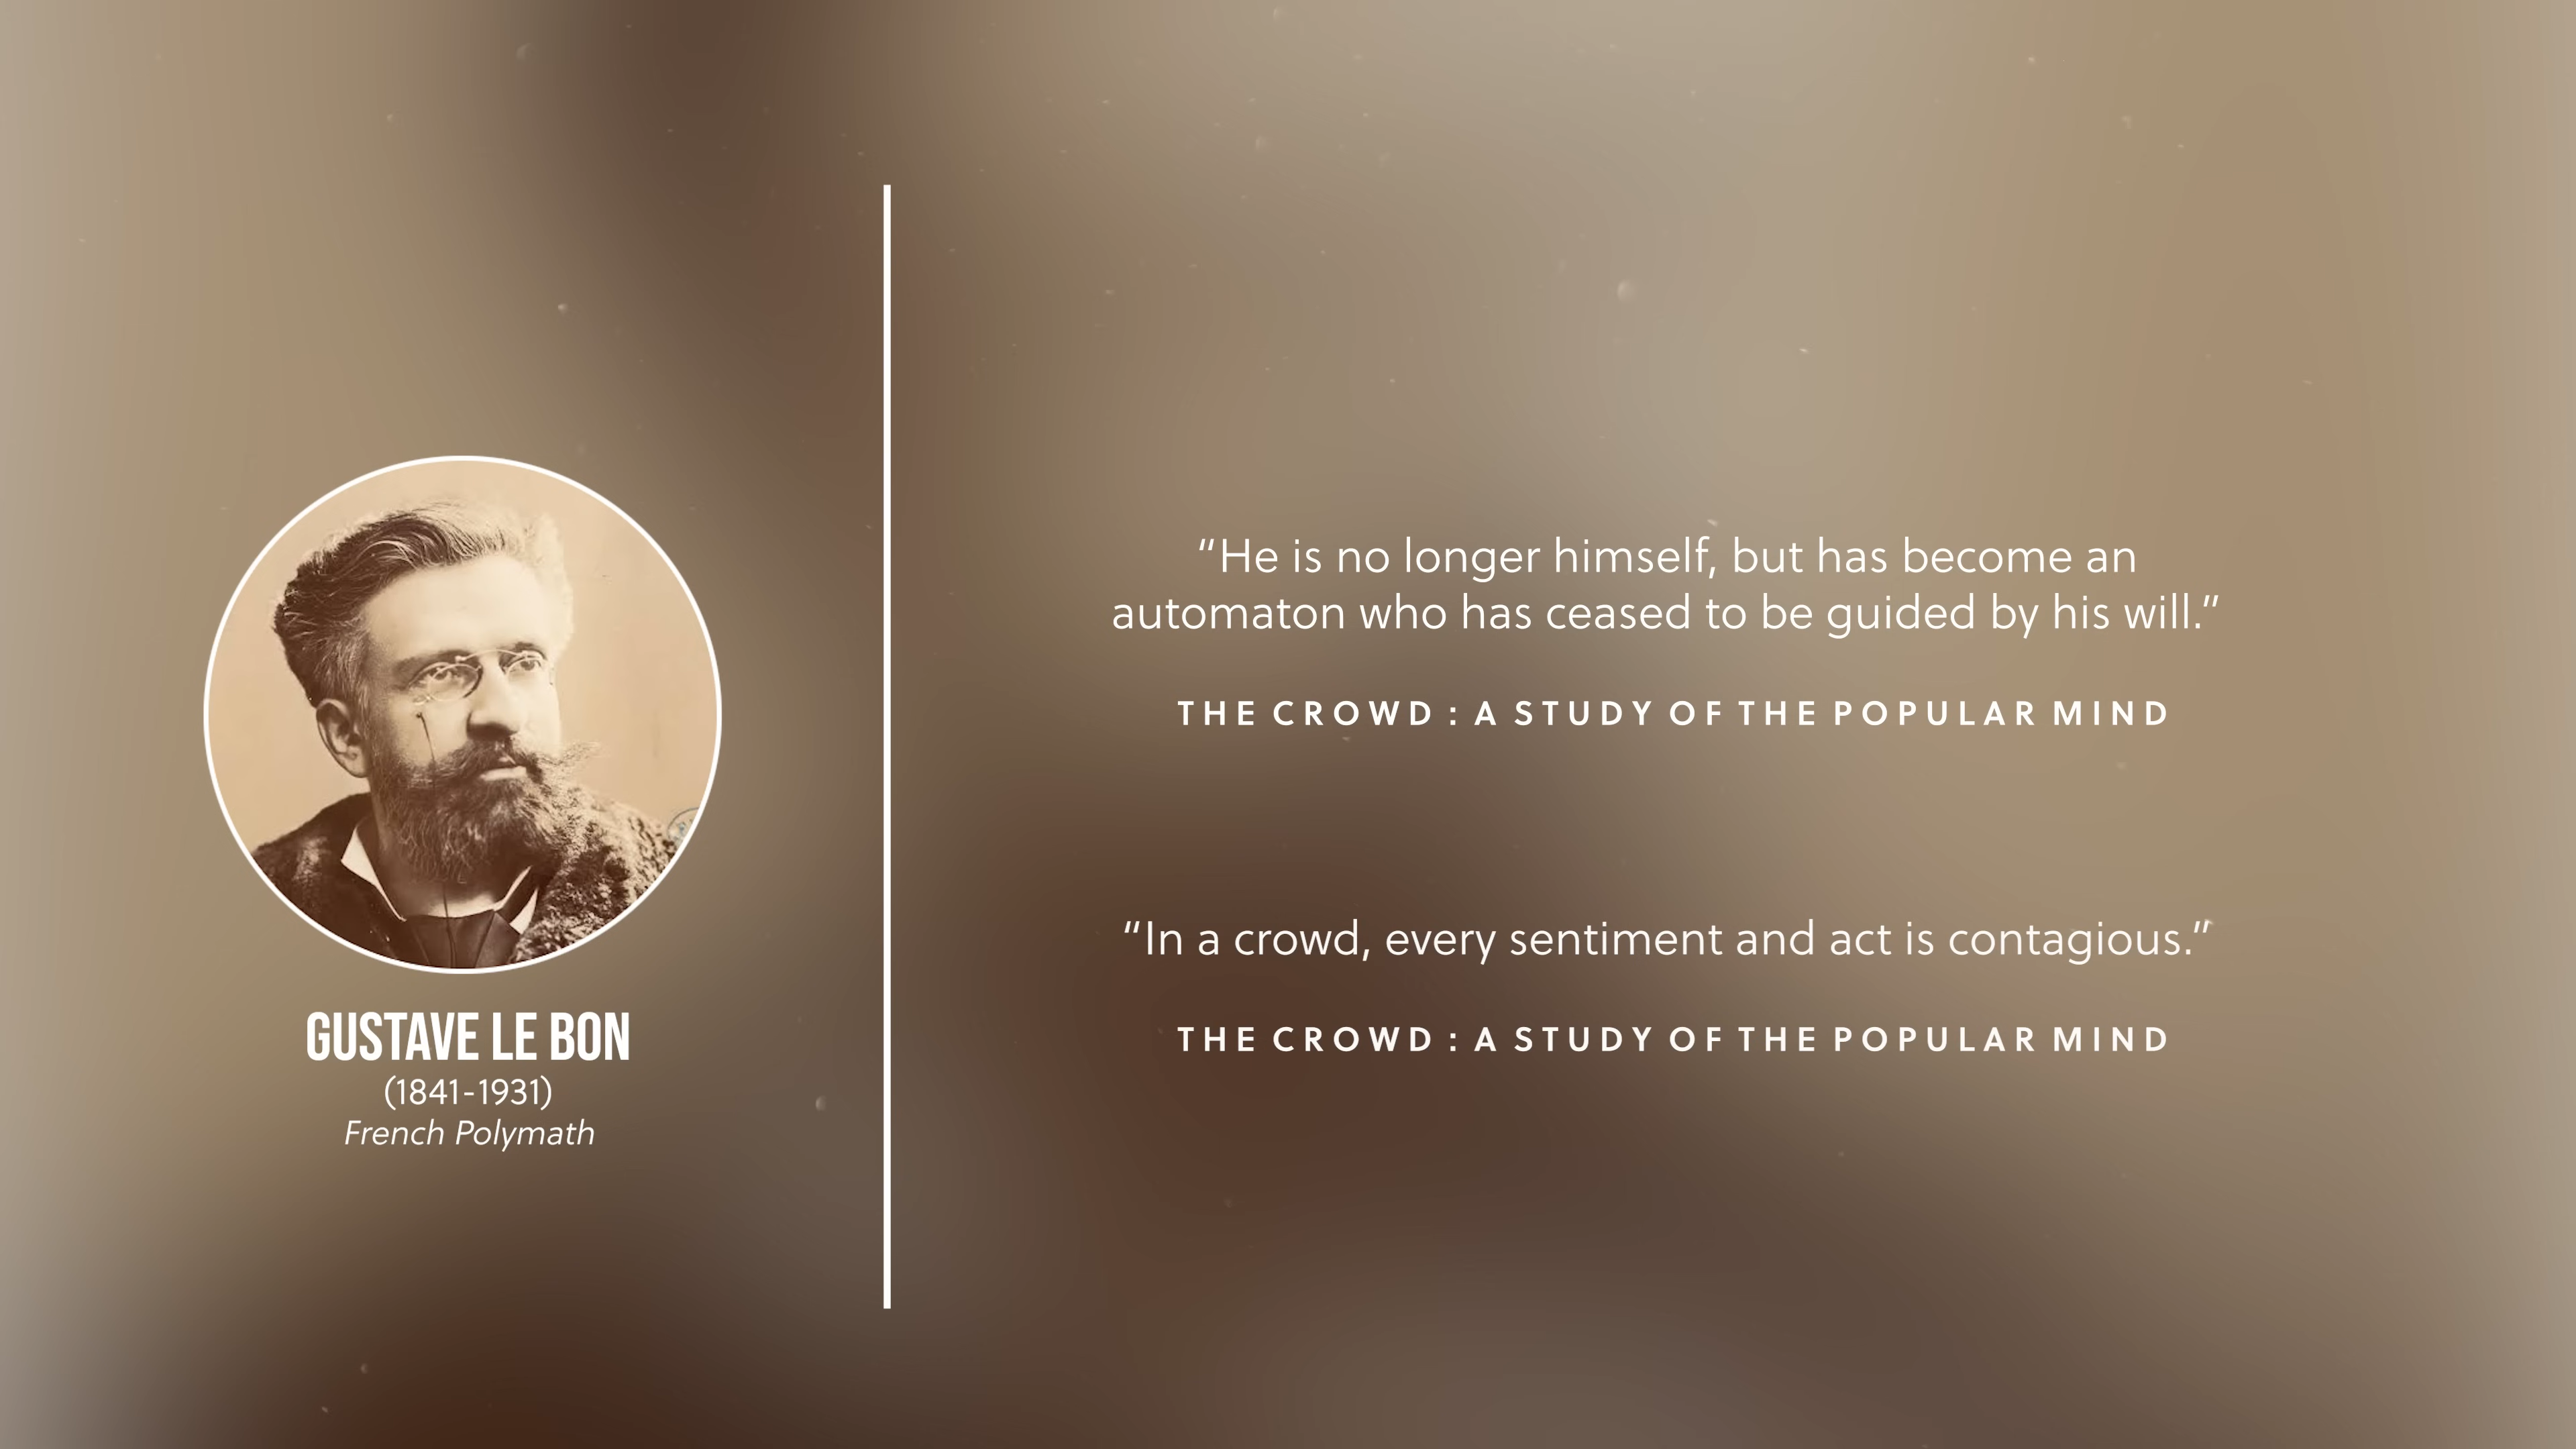 GUSTAVE LE BON
(1841-1931)
French Polymath
“He is no longer himself, but has become an
automaton who has ceased to be guided by his will.”
THE CROWD : A STUDY OF THE POPULAR MIND
“In a crowd, every sentiment and act is contagious.”
THE CROWD : A STUDY OF THE POPULAR MIND